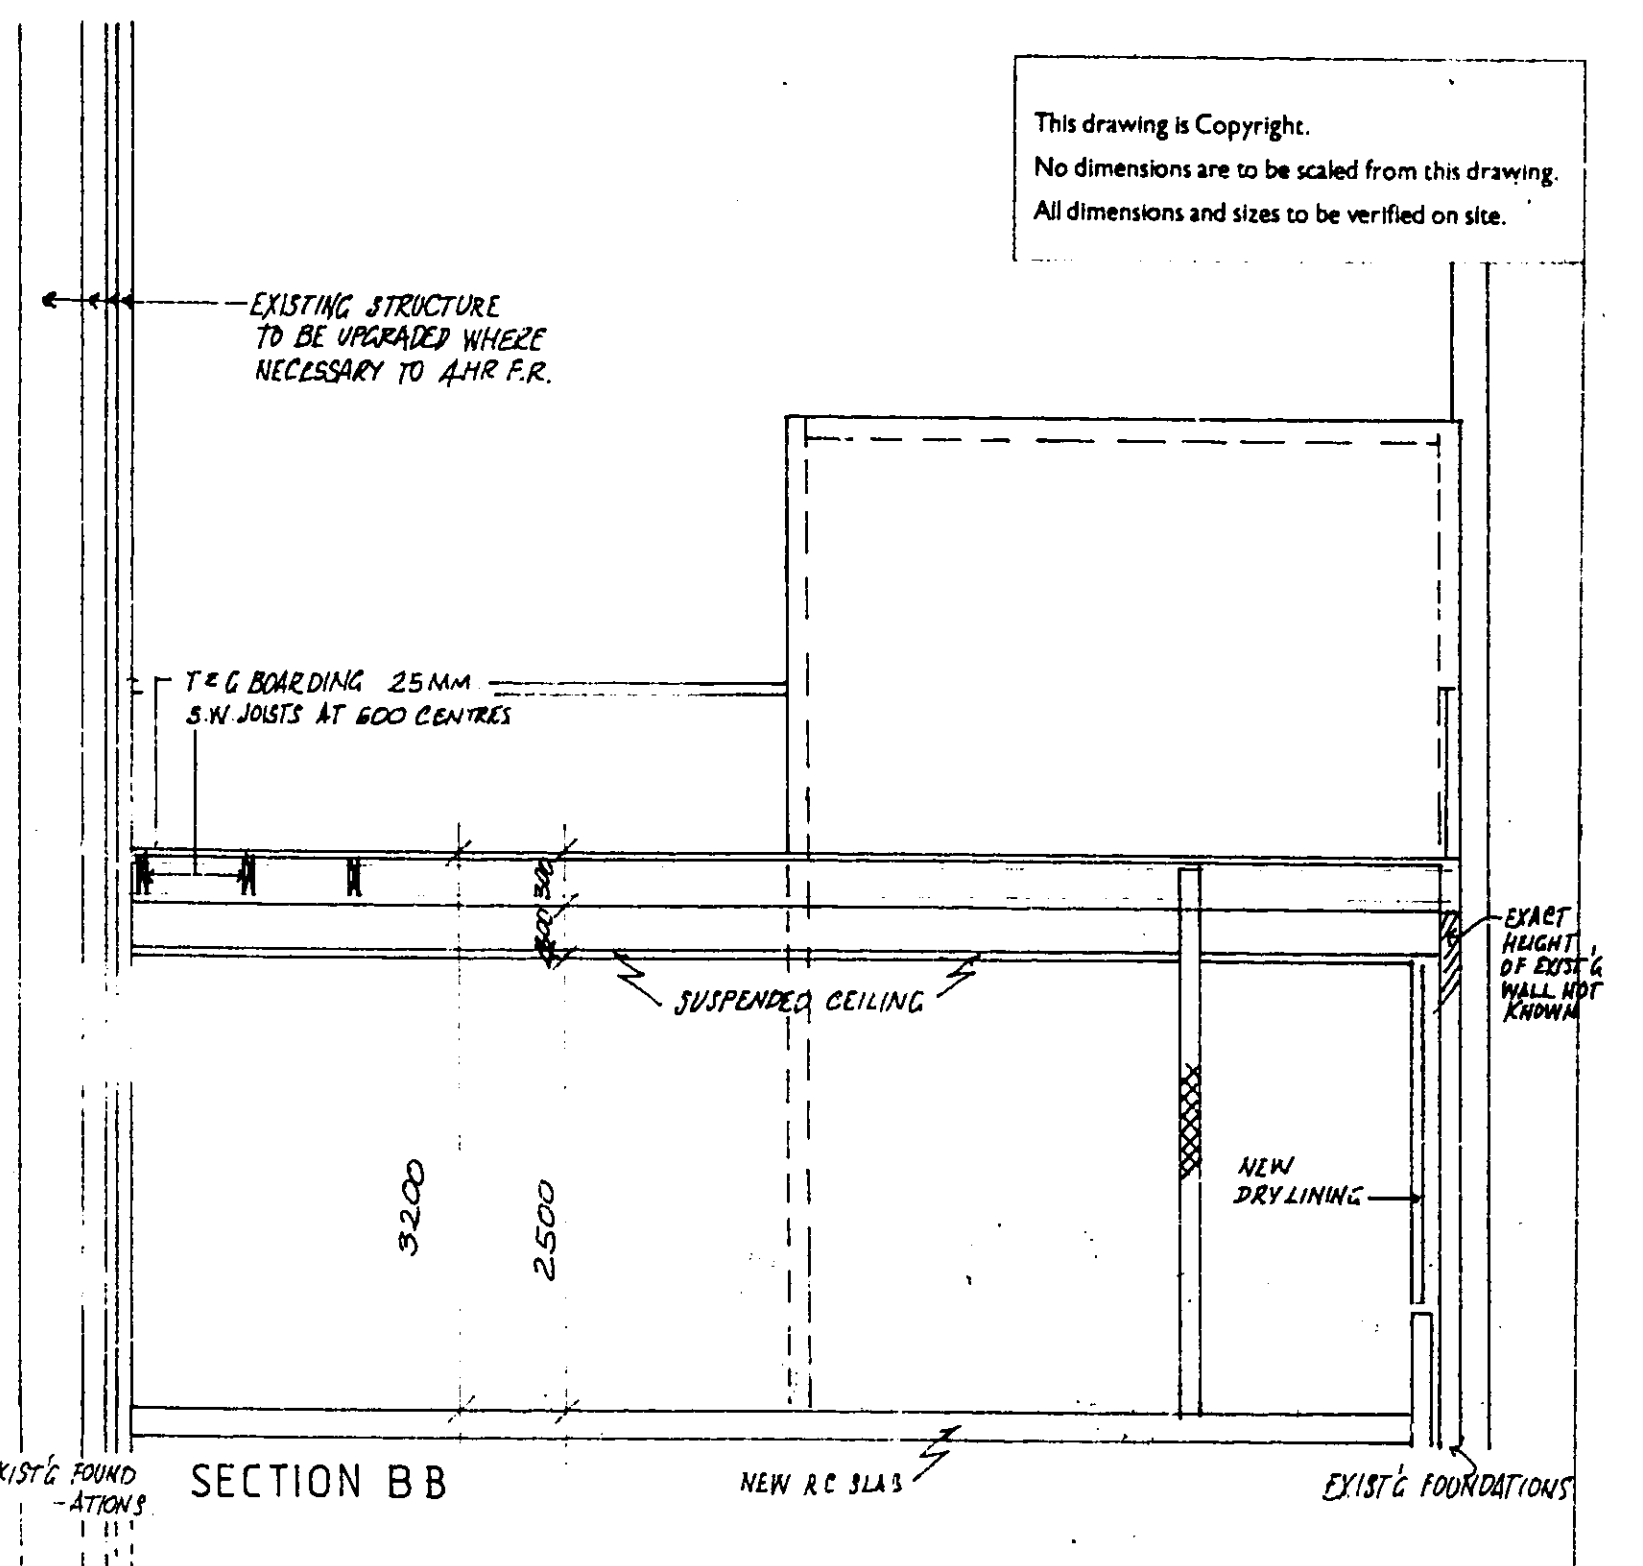 This drawing is Copyright.
No dimensions are to be scaled from this drawing.
All dimensions and sizes to be verified on site.
EXISTING STRUCTURE
TO BE UPGRADED WHERE
NECESSARY TO 4HR F.R.
T & G BOARDING 25MM
S.W. JOISTS AT 600 CENTRES
300
400
EXACT
HEIGHT
OF EXIST'G
WALL NOT
KNOWN
SUSPENDED CEILING
NEW
DRY LINING
3200
2500
XIST'G FOUND
-ATIONS
SECTION BB
NEW RC SLAB
EXIST'G FOUNDATIONS